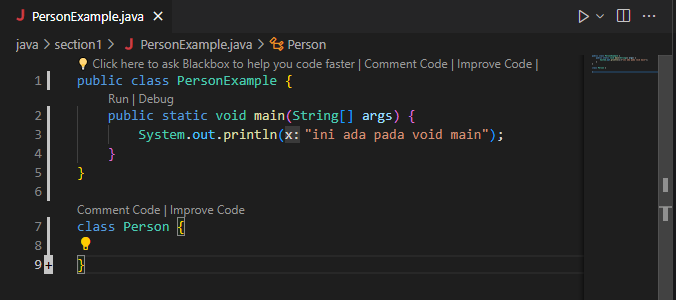 J PersonExample.java ×
java > section1 > J PersonExample.java > Person
Click here to ask Blackbox to help you code faster | Comment Code | Improve Code |
1 public class PersonExample {
Run | Debug
2 public static void main(String[] args) {
3 System.out.println(x: "ini ada pada void main");
4 }
5 }
6
Comment Code | Improve Code
7 class Person {
8
9 + }